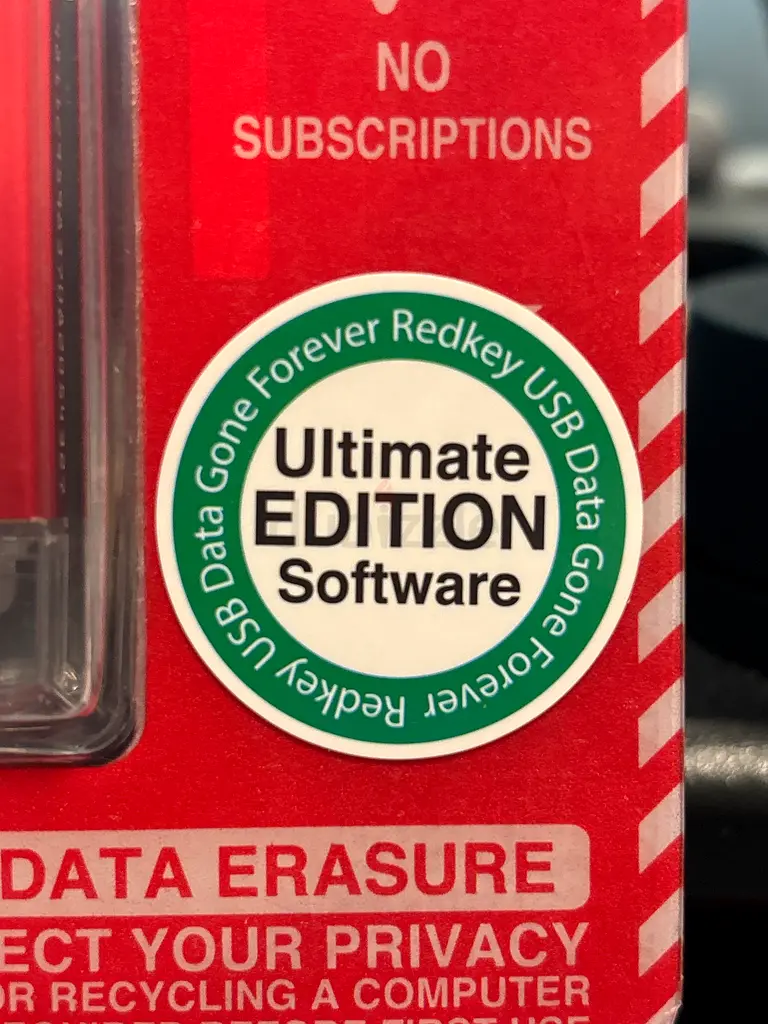 NO
SUBSCRIPTIONS
Redkey USB Data Gone Forever Redkey USB Data Gone Forever
Ultimate
EDITION
Software
DATA ERASURE
ECT YOUR PRIVACY
OR RECYCLING A COMPUTER